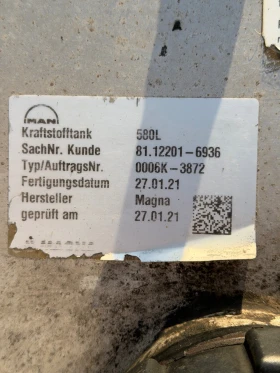 MAN
Kraftstofftank 580L
SachNr. Kunde 81.12201-6936
Typ/AuftragsNr. 0006K-3872
Fertigungsdatum 27.01.21
Hersteller Magna
geprüft am 27.01.21